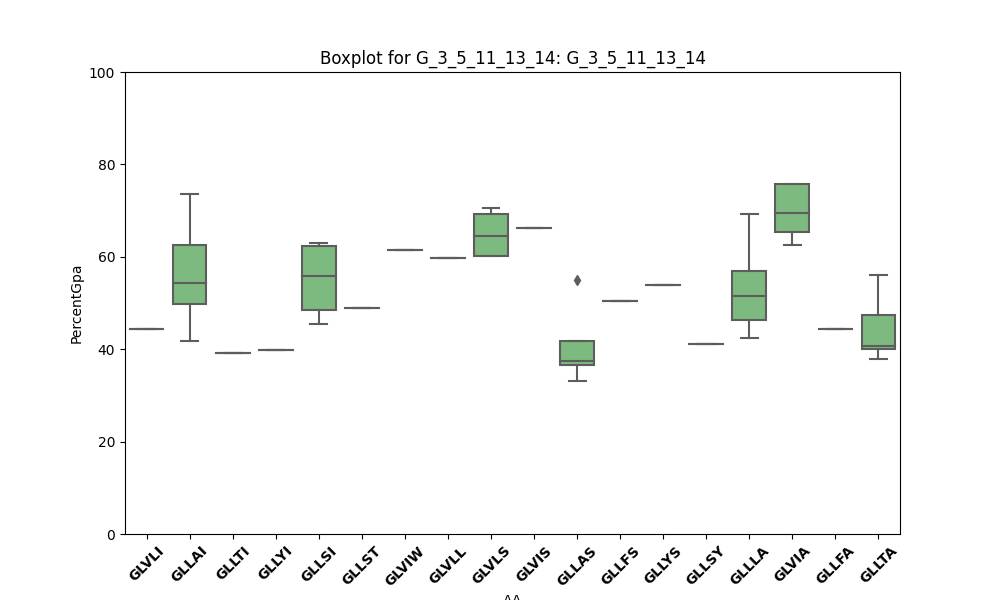 Boxplot for G_3_5_11_13_14: G_3_5_11_13_14
100
80
60
40
20
0
PercentGpa
GLVLI GLLAI GLLTI GLLYI GLLSI GLLST GLVIW GLVLL GLVLS GLVIS GLLAS GLLFS GLLYS GLLSY GLLLA GLVIA GLLFA GLLTA
AA